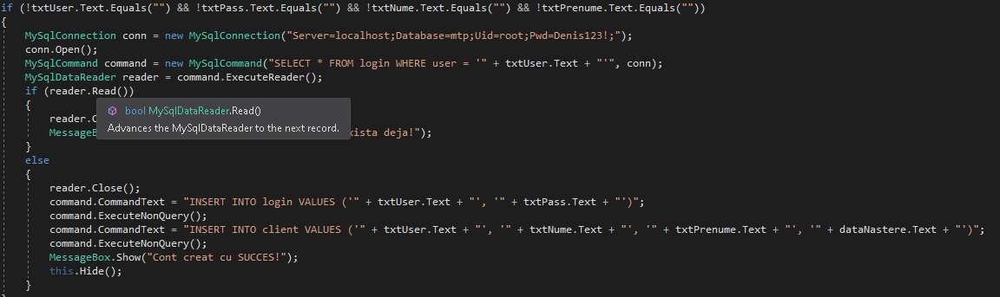 if (!txtUser.Text.Equals("") && !txtPass.Text.Equals("") && !txtNume.Text.Equals("") && !txtPrenume.Text.Equals(""))
{
MySqlConnection conn = new MySqlConnection("Server=localhost;Database=mtp;Uid=root;Pwd=Denis123!;");
conn.Open();
MySqlCommand command = new MySqlCommand("SELECT * FROM login WHERE user = '" + txtUser.Text + "'", conn);
MySqlDataReader reader = command.ExecuteReader();
if (reader.Read())
{
bool MySqlDataReader.Read()
reader.C
Advances the MySqlDataReader to the next record.
MessageBo xista deja!");
}
else
{
reader.Close();
command.CommandText = "INSERT INTO login VALUES ('" + txtUser.Text + "', '" + txtPass.Text + "')";
command.ExecuteNonQuery();
command.CommandText = "INSERT INTO client VALUES ('" + txtUser.Text + "', '" + txtNume.Text + "', '" + txtPrenume.Text + "', '" + dataNastere.Text + "')";
command.ExecuteNonQuery();
MessageBox.Show("Cont creat cu SUCCES!");
this.Hide();
}